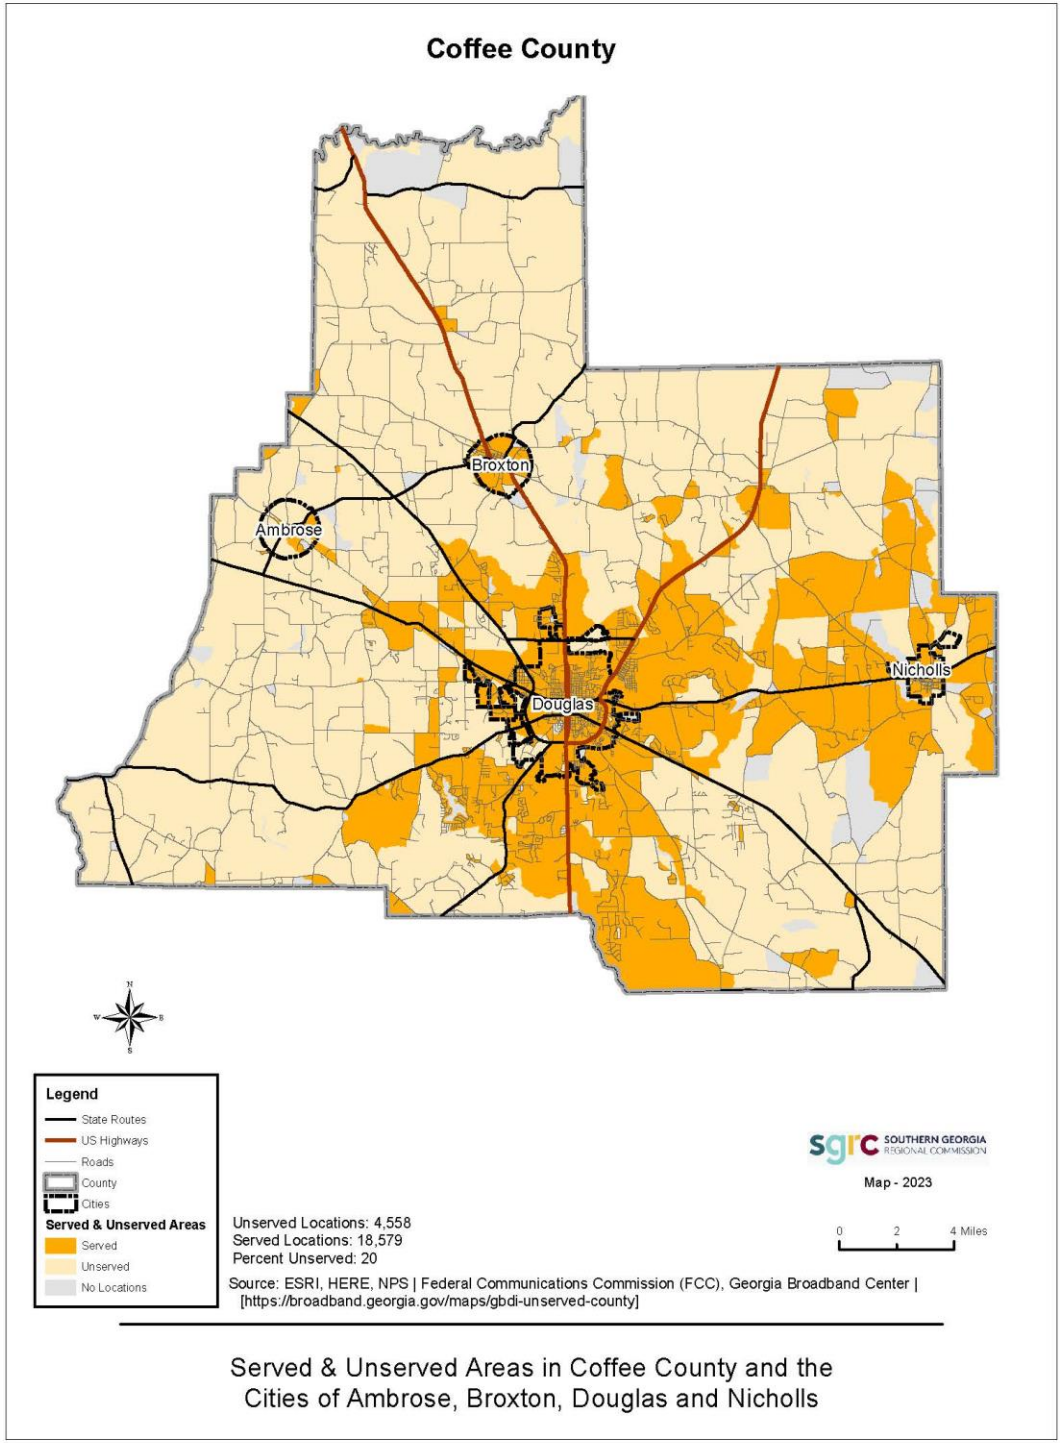 Coffee County
Broxton
Ambrose
Nicholls
Douglas
N
W
E
S
Legend
State Routes
US Highways
Roads
County
Cities
Served & Unserved Areas
Served
Unserved
No Locations
sgrc SOUTHERN GEORGIA
REGIONAL COMMISSION
Map - 2023
0 2 4 Miles
Unserved Locations: 4,558
Served Locations: 18,579
Percent Unserved: 20
Source: ESRI, HERE, NPS | Federal Communications Commission (FCC), Georgia Broadband Center |
[https://broadband.georgia.gov/maps/gbdi-unserved-county]
Served & Unserved Areas in Coffee County and the
Cities of Ambrose, Broxton, Douglas and Nicholls